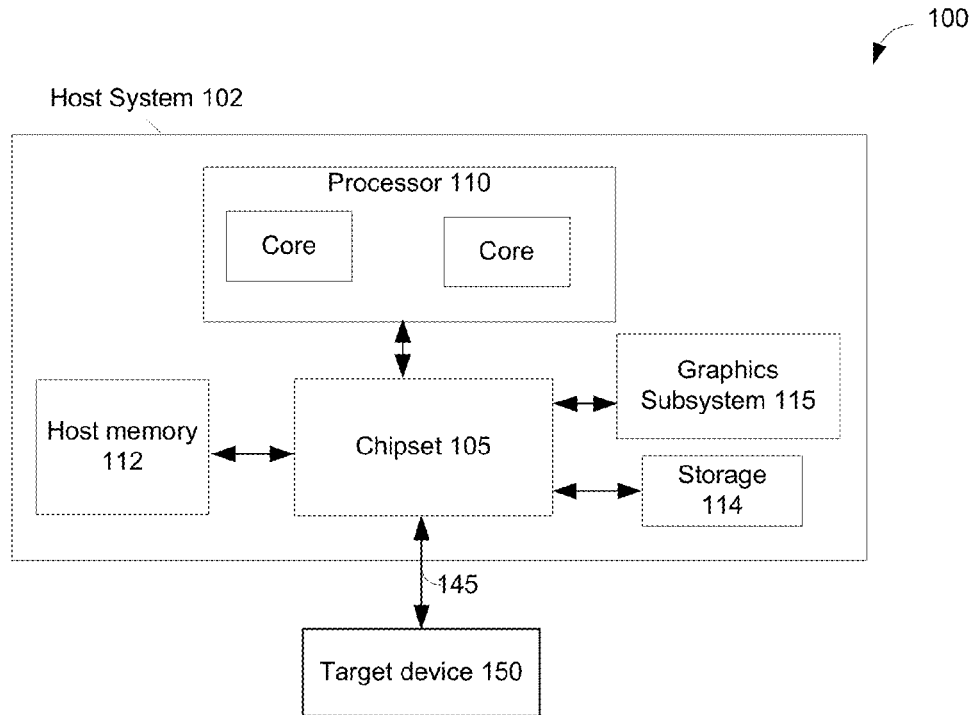 100
Host System 102
Processor 110
Core
Core
Graphics
Subsystem 115
Host memory
112
Chipset 105
Storage
114
145
Target device 150